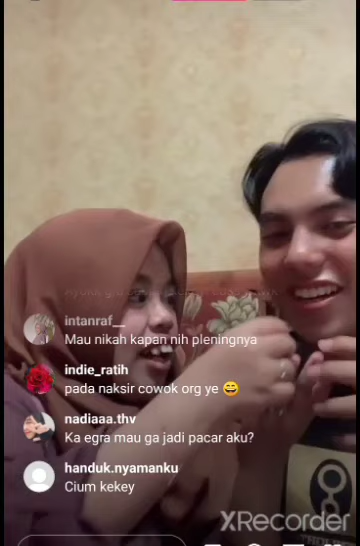 intanraf__
Mau nikah kapan nih pleningnya
indie_ratih
pada naksir cowok org ye 😄
nadiaaa.thv
Ka egra mau ga jadi pacar aku?
handuk.nyamanku
Cium kekey
XRecorder